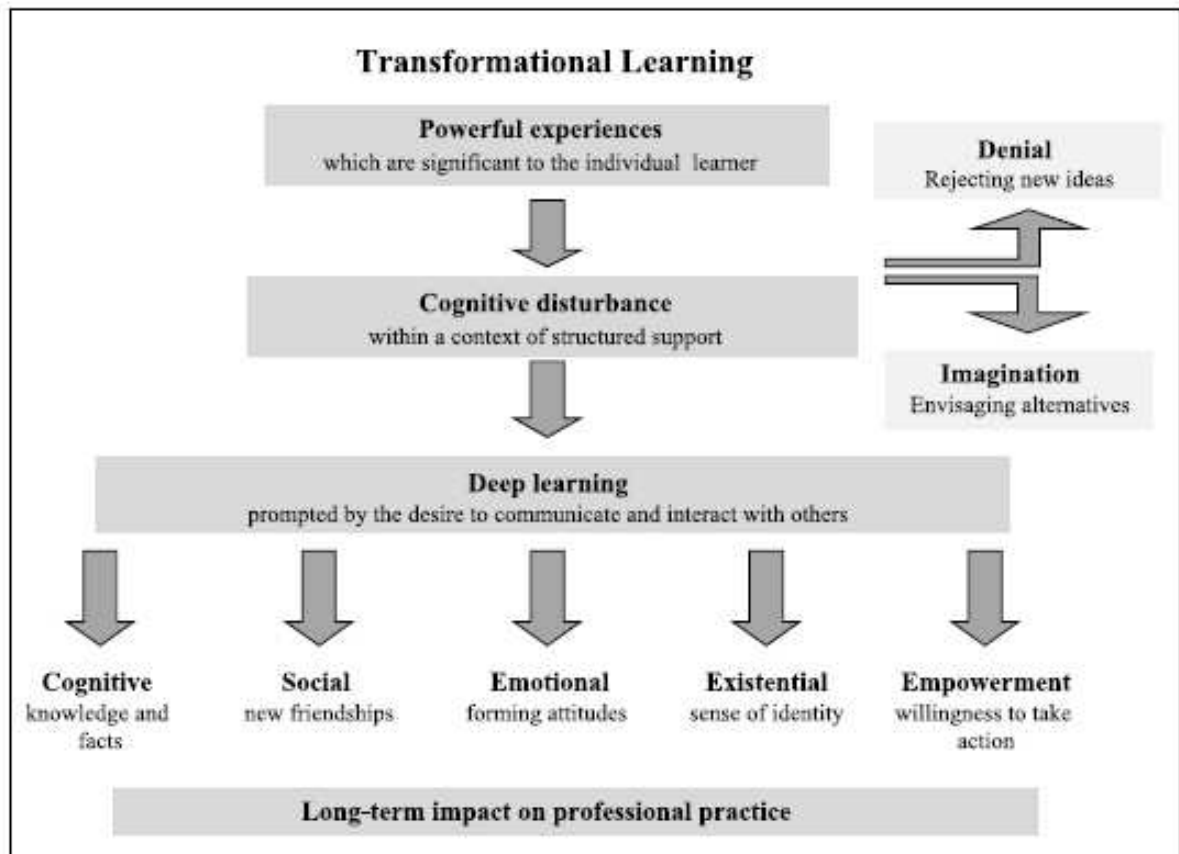 Transformational Learning
Powerful experiences
which are significant to the individual learner
Denial
Rejecting new ideas
Cognitive disturbance
within a context of structured support
Imagination
Envisaging alternatives
Deep learning
prompted by the desire to communicate and interact with others
Cognitive
knowledge and
facts
Social
new friendships
Emotional
forming attitudes
Existential
sense of identity
Empowerment
willingness to take
action
Long-term impact on professional practice